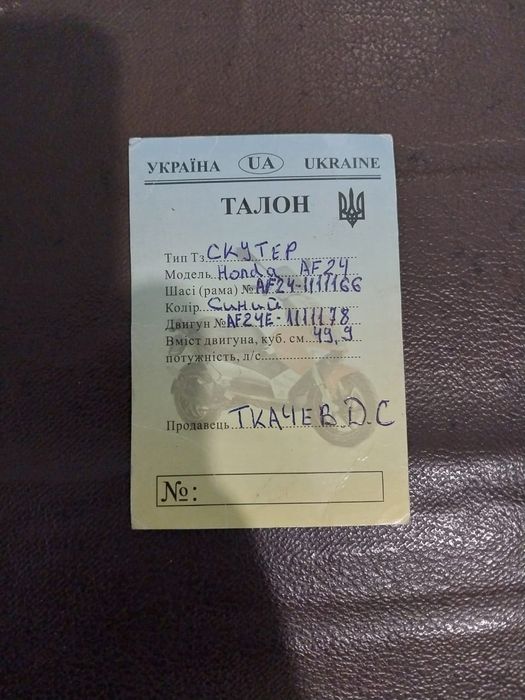 УКРАЇНА UA UKRAINE
ТАЛОН
Тип Тз СКУТЕР
Модель Honda AF24
Шасі (рама) № AF24-1111166
Колір Синий
Двигун № AF24E-1111178
Вміст двигуна, куб. см. 49,9
потужність, л/с
Продавець ТКАЧЕВ Д.С
№: